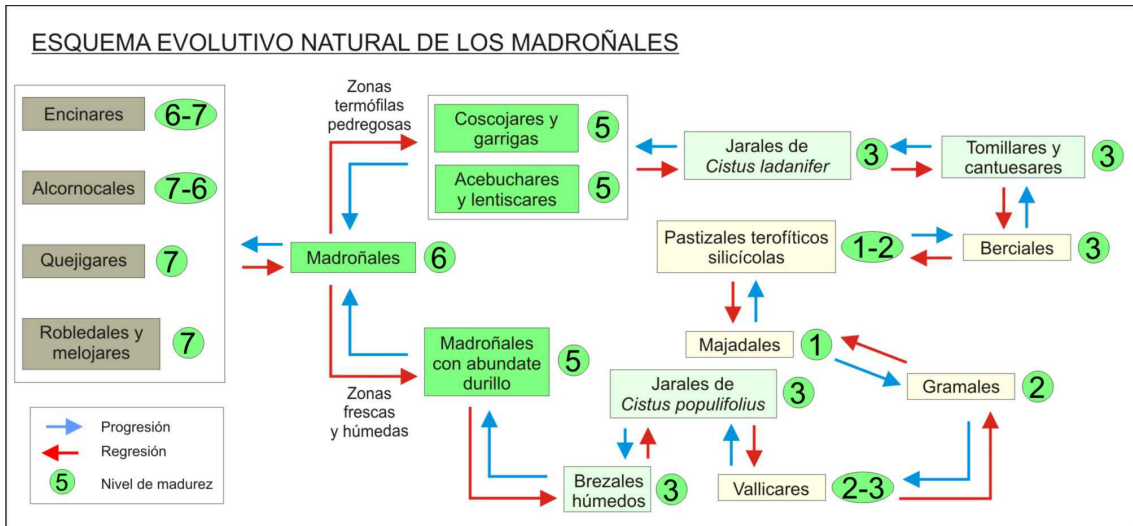 ESQUEMA EVOLUTIVO NATURAL DE LOS MADROÑALES
Encinares
6-7
Alcornocales
7-6
Quejigares
7
Robledales y
melojares
7
Zonas
termófilas
pedregosas
Coscojares y
garrigas
5
Acebuchares
y lentiscares
5
Jarales de
Cistus ladanifer
3
Tomillares y
cantuesares
3
Madroñales
6
Pastizales terofíticos
silicícolas
1-2
Berciales
3
Majadales
1
Gramales
2
Madroñales
con abundate
durillo
5
Zonas
frescas
y húmedas
Jarales de
Cistus populifolius
3
Brezales
húmedos
3
Vallicares
2-3
Progresión
Regresión
5
Nivel de madurez